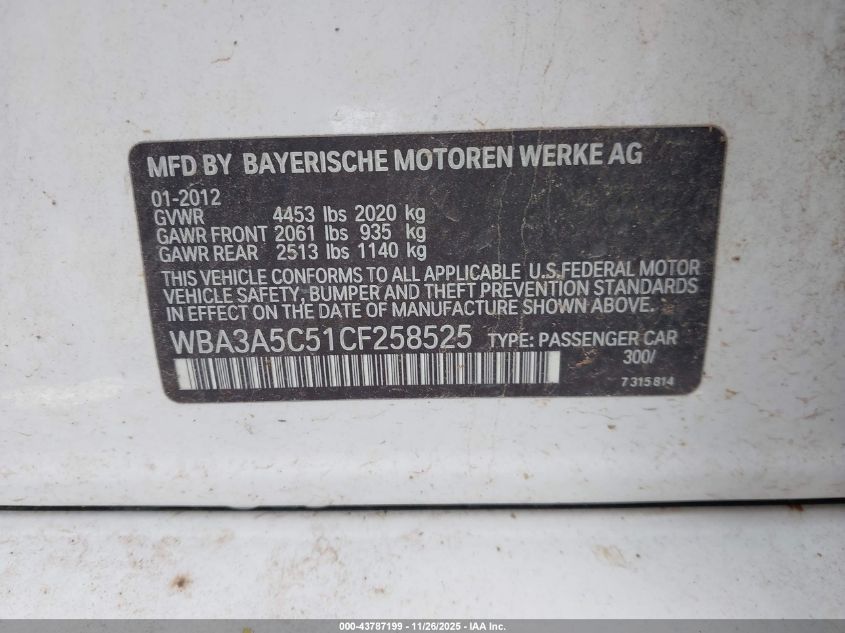 MFD BY BAYERISCHE MOTOREN WERKE AG
01-2012
GVWR 4453 lbs 2020 kg
GAWR FRONT 2061 lbs 935 kg
GAWR REAR 2513 lbs 1140 kg
THIS VEHICLE CONFORMS TO ALL APPLICABLE U.S.FEDERAL MOTOR
VEHICLE SAFETY, BUMPER AND THEFT PREVENTION STANDARDS
IN EFFECT ON THE DATE OF MANUFACTURE SHOWN ABOVE.
WBA3A5C51CF258525 TYPE: PASSENGER CAR
300/
7 315 814
000-43787199 - 11/26/2025 - IAA Inc.